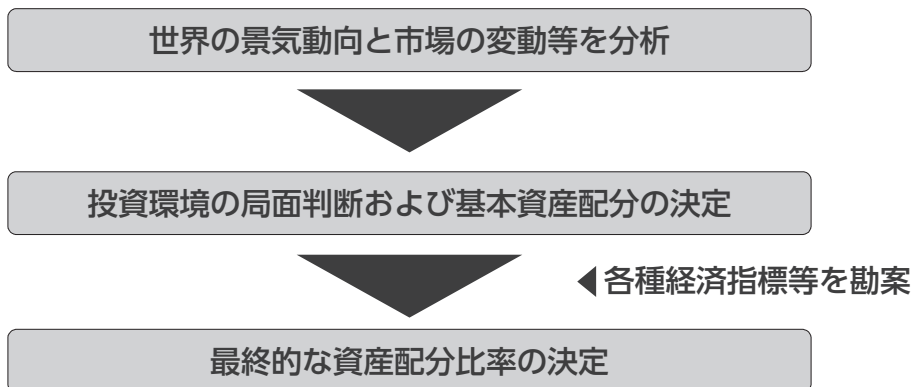 世界の景気動向と市場の変動等を分析
投資環境の局面判断および基本資産配分の決定
各種経済指標等を勘案
最終的な資産配分比率の決定